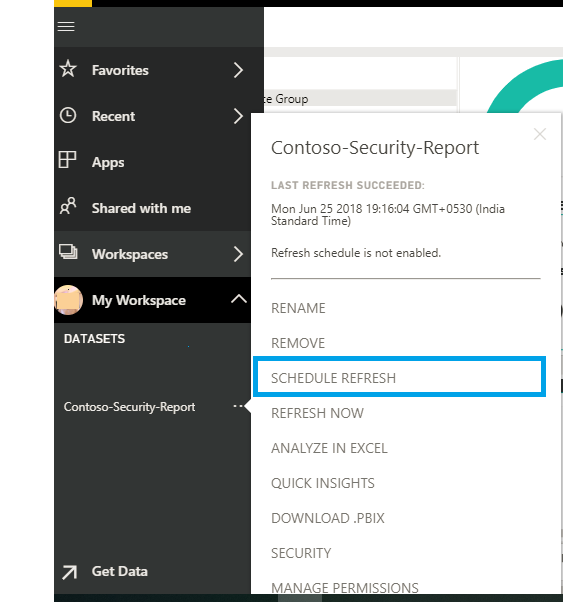 Favorites
Recent
Apps
Shared with me
Workspaces
My Workspace
DATASETS
Contoso-Security-Report
Get Data
Group
Contoso-Security-Report
LAST REFRESH SUCCEEDED:
Mon Jun 25 2018 19:16:04 GMT+0530 (India
Standard Time)
Refresh schedule is not enabled.
RENAME
REMOVE
SCHEDULE REFRESH
REFRESH NOW
ANALYZE IN EXCEL
QUICK INSIGHTS
DOWNLOAD .PBIX
SECURITY
MANAGE PERMISSIONS